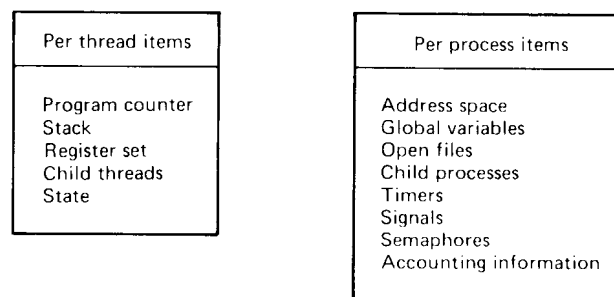 Per thread items
Program counter
Stack
Register set
Child threads
State
Per process items
Address space
Global variables
Open files
Child processes
Timers
Signals
Semaphores
Accounting information